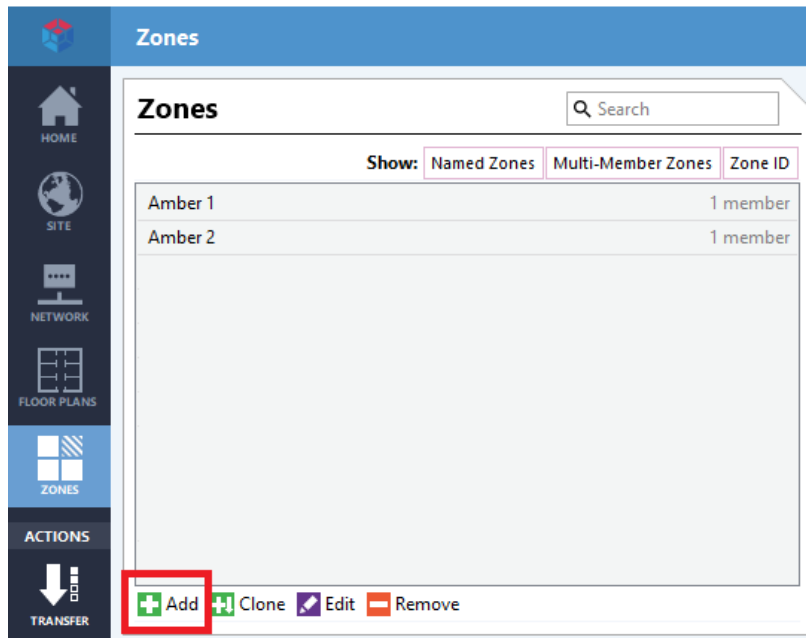 Zones
HOME
SITE
NETWORK
FLOOR PLANS
ZONES
ACTIONS
TRANSFER
Zones
Search
Show: Named Zones Multi-Member Zones Zone ID
Amber 1 1 member
Amber 2 1 member
Add Clone Edit Remove